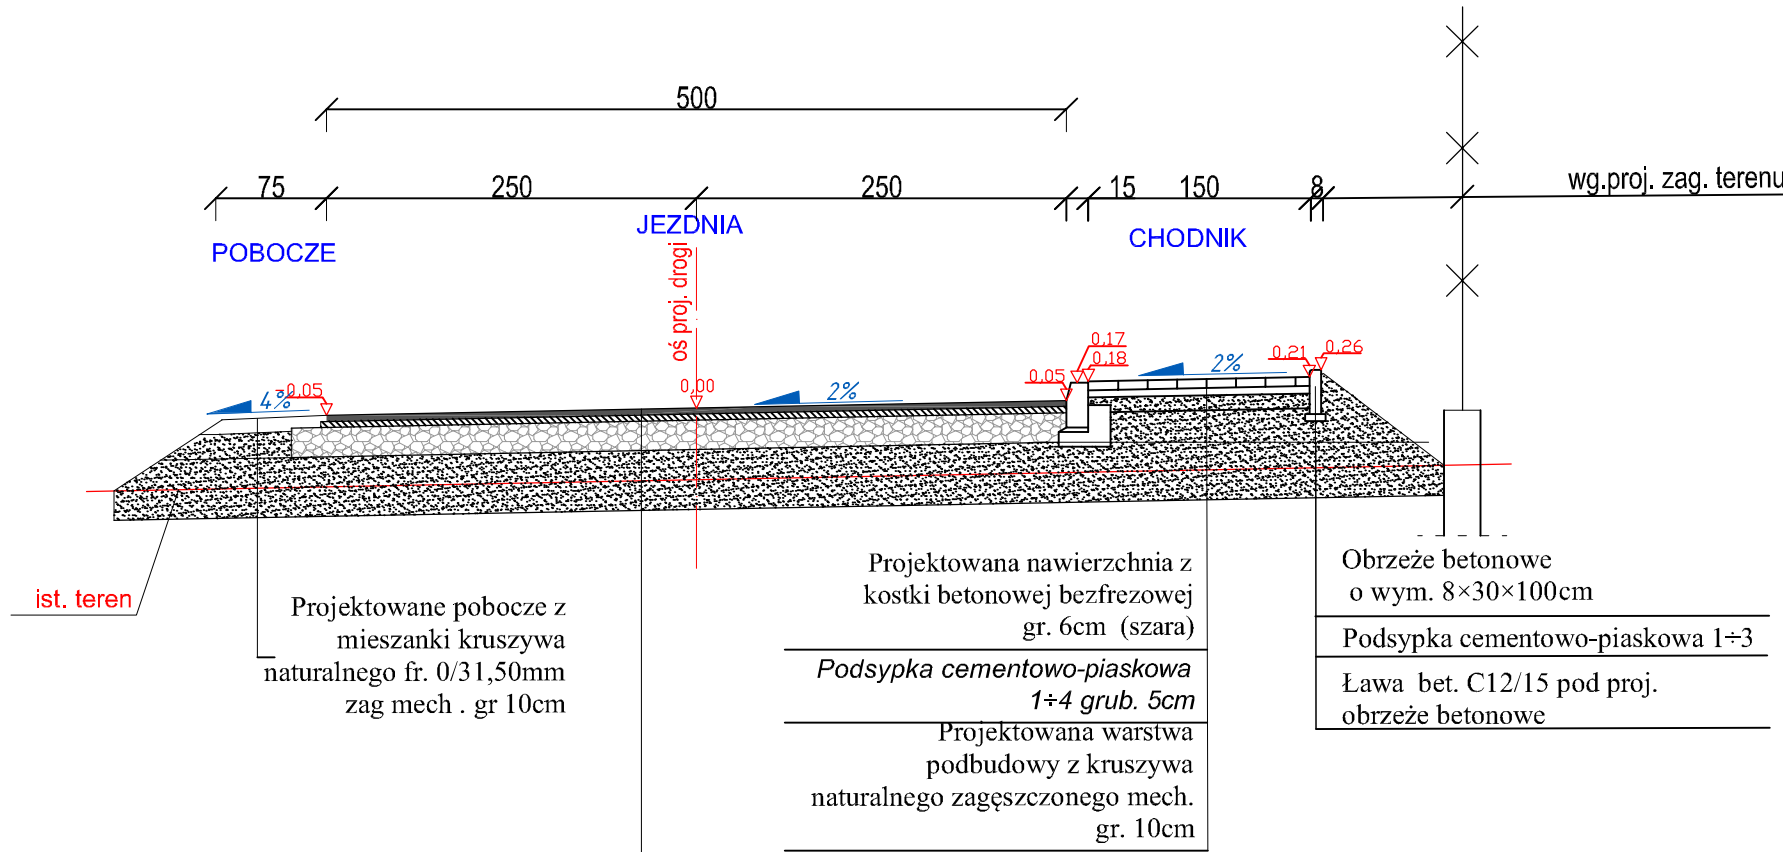 500
75
250
250
15
150
8
wg.proj. zag. terenu
POBOCZE
JEZDNIA
CHODNIK
oś proj. drogi
4%
-0,05
0,00
2%
0,05
0,17
0,18
2%
0,21
0,26
ist. teren
Projektowane pobocze z
mieszanki kruszywa
naturalnego fr. 0/31,50mm
zag mech . gr 10cm
Projektowana nawierzchnia z
kostki betonowej bezfrezowej
gr. 6cm (szara)
Podsypka cementowo-piaskowa
1÷4 grub. 5cm
Projektowana warstwa
podbudowy z kruszywa
naturalnego zagęszczonego mech.
gr. 10cm
Obrzeże betonowe
o wym. 8×30×100cm
Podsypka cementowo-piaskowa 1÷3
Ława bet. C12/15 pod proj.
obrzeże betonowe